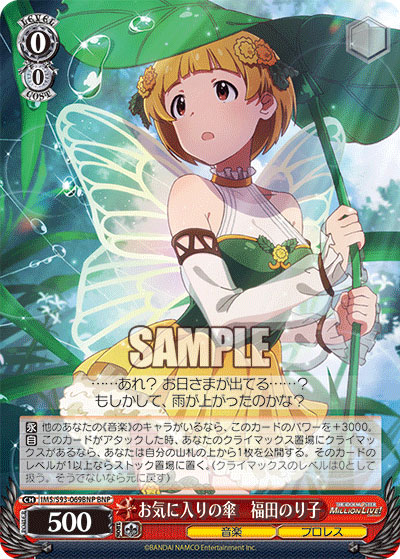 LEVEL
0
0
COST
SAMPLE
……あれ? お日さまが出てる……?
もしかして、雨が上がったのかな?
永 他のあなたの《音楽》のキャラがいるなら、このカードのパワーを+3000。
自 このカードがアタックした時、あなたのクライマックス置場にクライマックスがあるなら、あなたは自分の山札の上から1枚を公開する。そのカードのレベルが1以上ならストック置場に置く。(クライマックスのレベルは0として扱う。そうでないなら元に戻す)
CH
IMS/S93-069BNP BNP
お気に入りの傘 福田のり子
POWER
500
音楽
プロレス
THE IDOLM@STER
MILLION LIVE!
©BANDAI NAMCO Entertainment Inc.